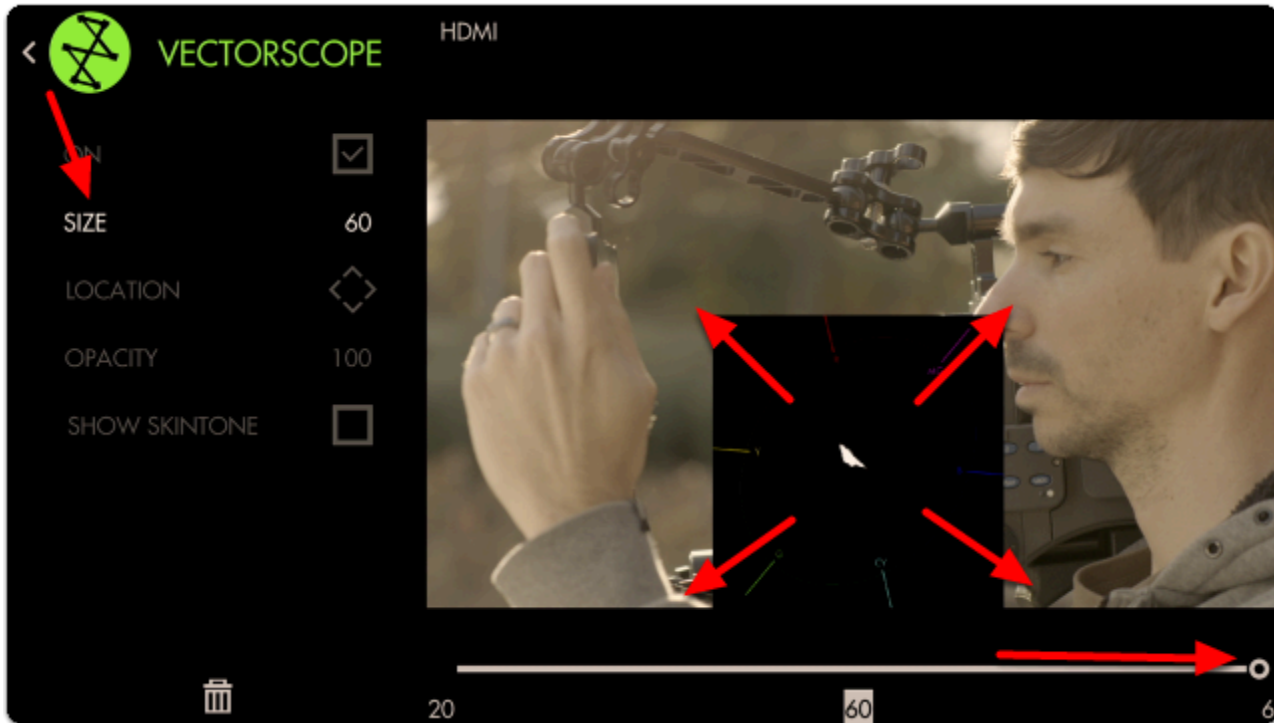 VECTORSCOPE
HDMI
ON
SIZE 60
LOCATION
OPACITY 100
SHOW SKINTONE
20 60